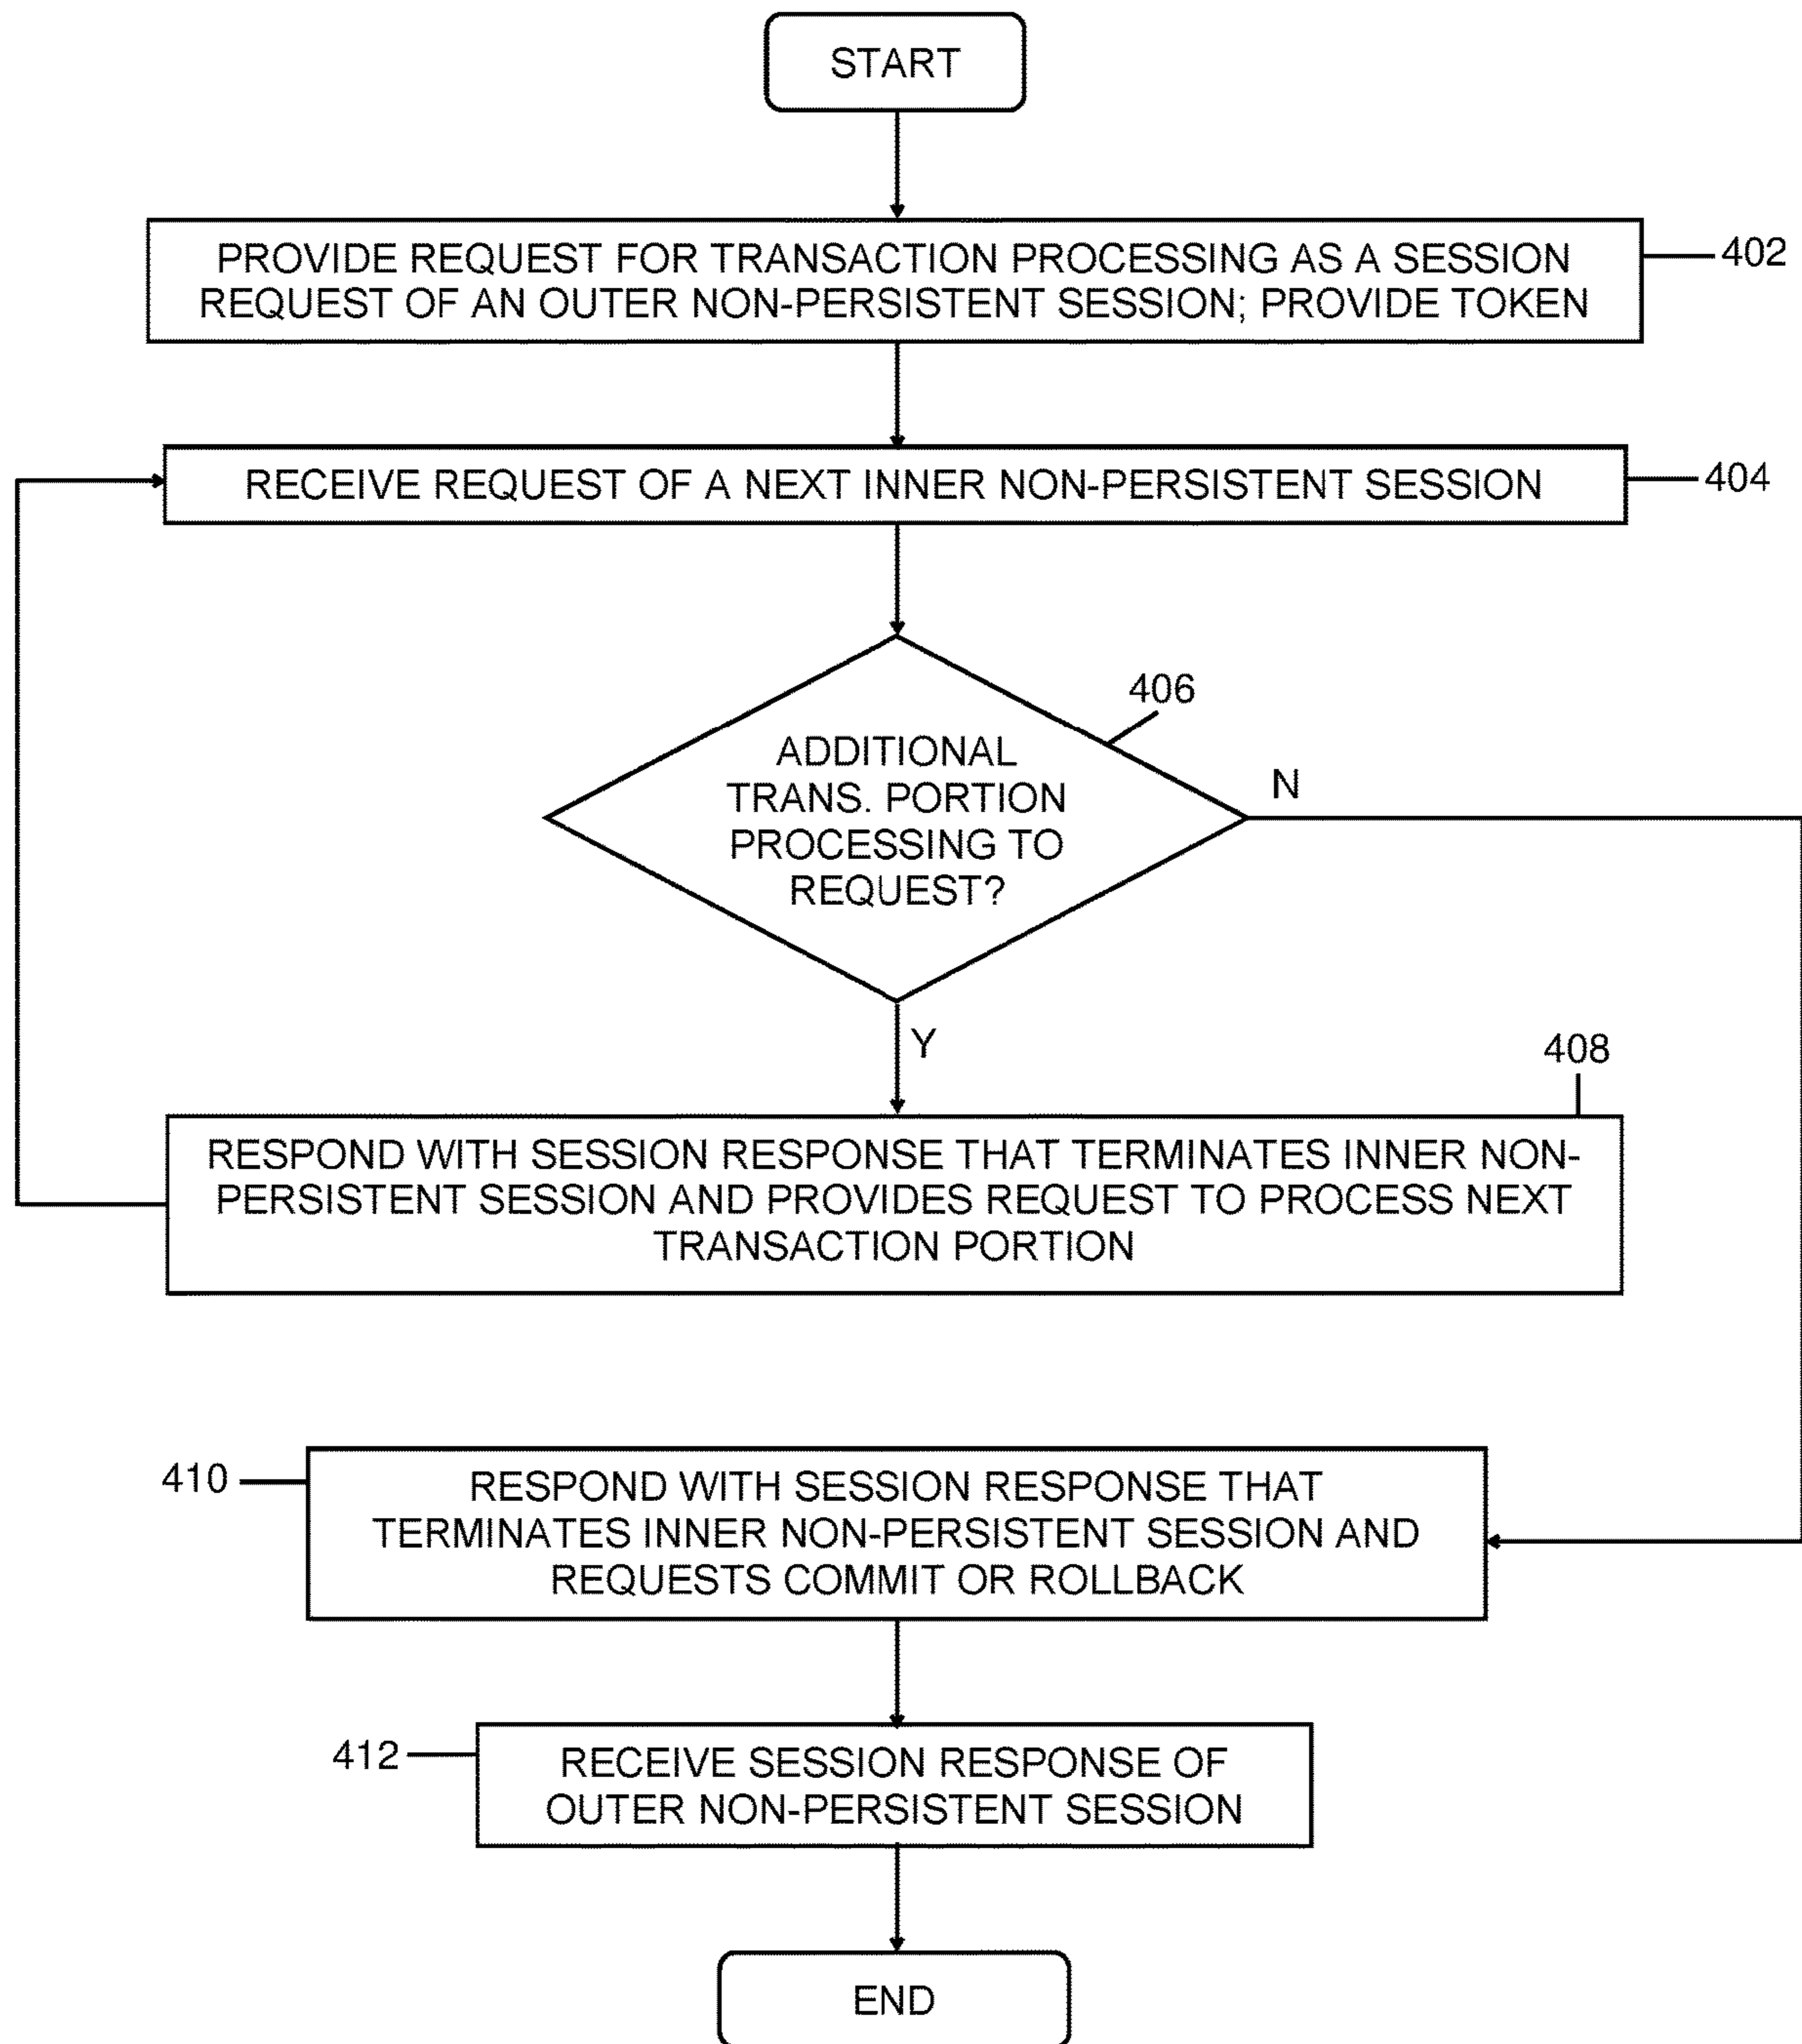 START
PROVIDE REQUEST FOR TRANSACTION PROCESSING AS A SESSION
REQUEST OF AN OUTER NON-PERSISTENT SESSION; PROVIDE TOKEN
402
RECEIVE REQUEST OF A NEXT INNER NON-PERSISTENT SESSION
404
406
ADDITIONAL
TRANS. PORTION
PROCESSING TO
REQUEST?
N
Y
408
RESPOND WITH SESSION RESPONSE THAT TERMINATES INNER NON-
PERSISTENT SESSION AND PROVIDES REQUEST TO PROCESS NEXT
TRANSACTION PORTION
410
RESPOND WITH SESSION RESPONSE THAT
TERMINATES INNER NON-PERSISTENT SESSION AND
REQUESTS COMMIT OR ROLLBACK
412
RECEIVE SESSION RESPONSE OF
OUTER NON-PERSISTENT SESSION
END